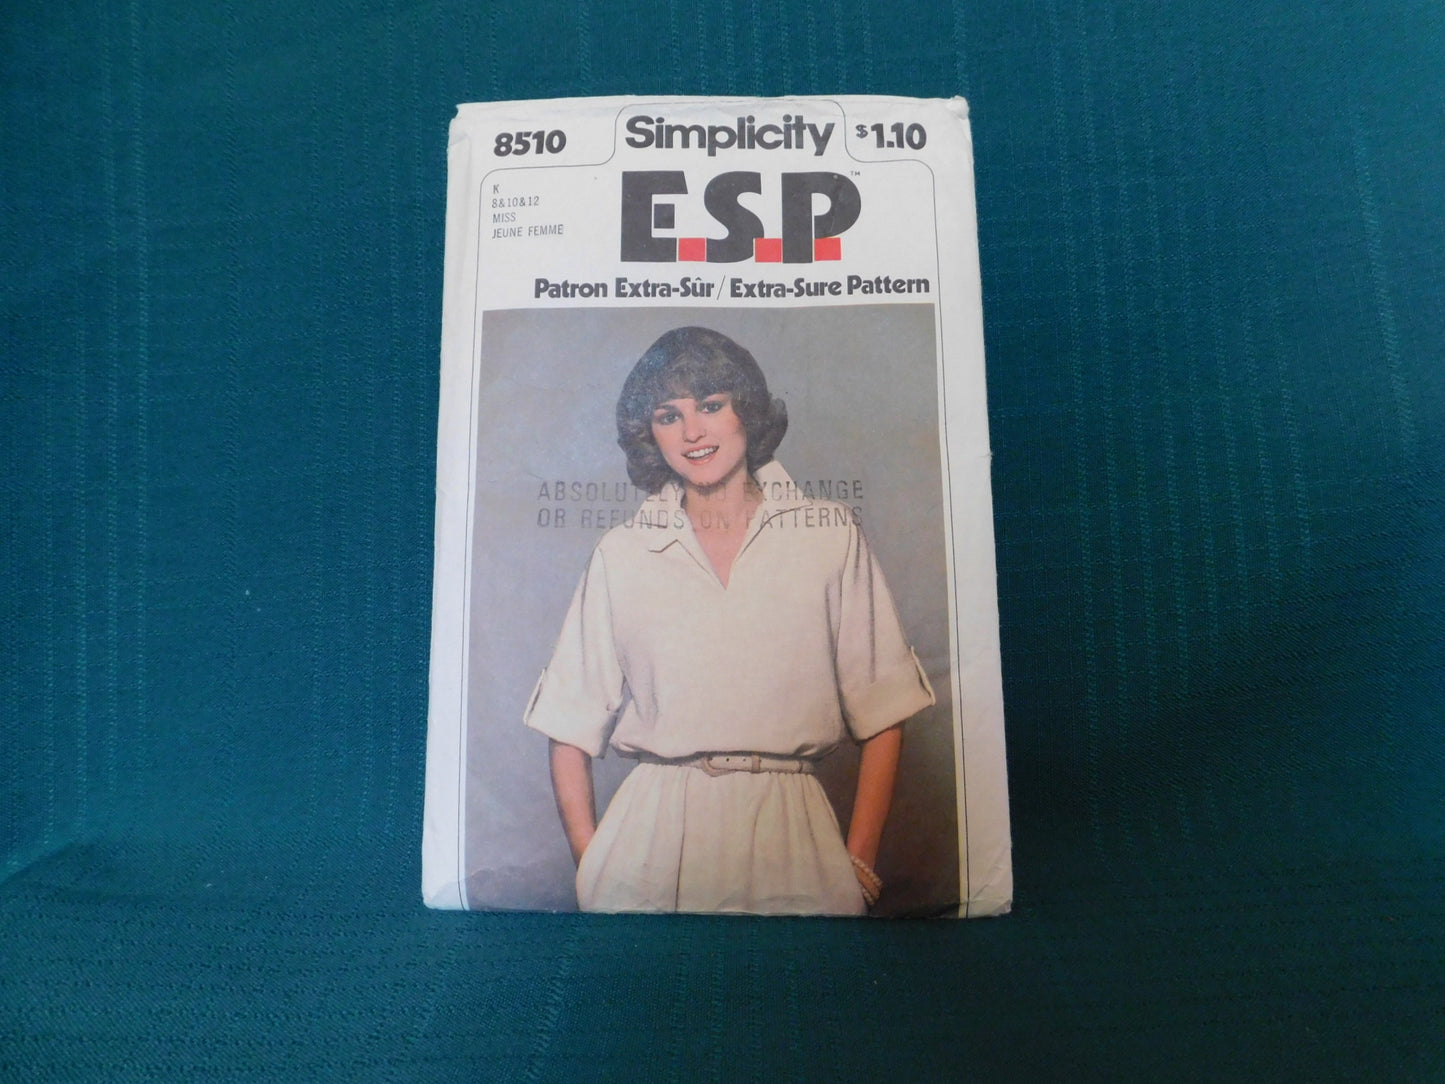 8510
Simplicity
$1.10
K
8&10&12
MISS
JEUNE FEMME
E.S.P.™
Patron Extra-Sûr/Extra-Sure Pattern
ABSOLUTELY NO EXCHANGE
OR REFUNDS ON PATTERNS